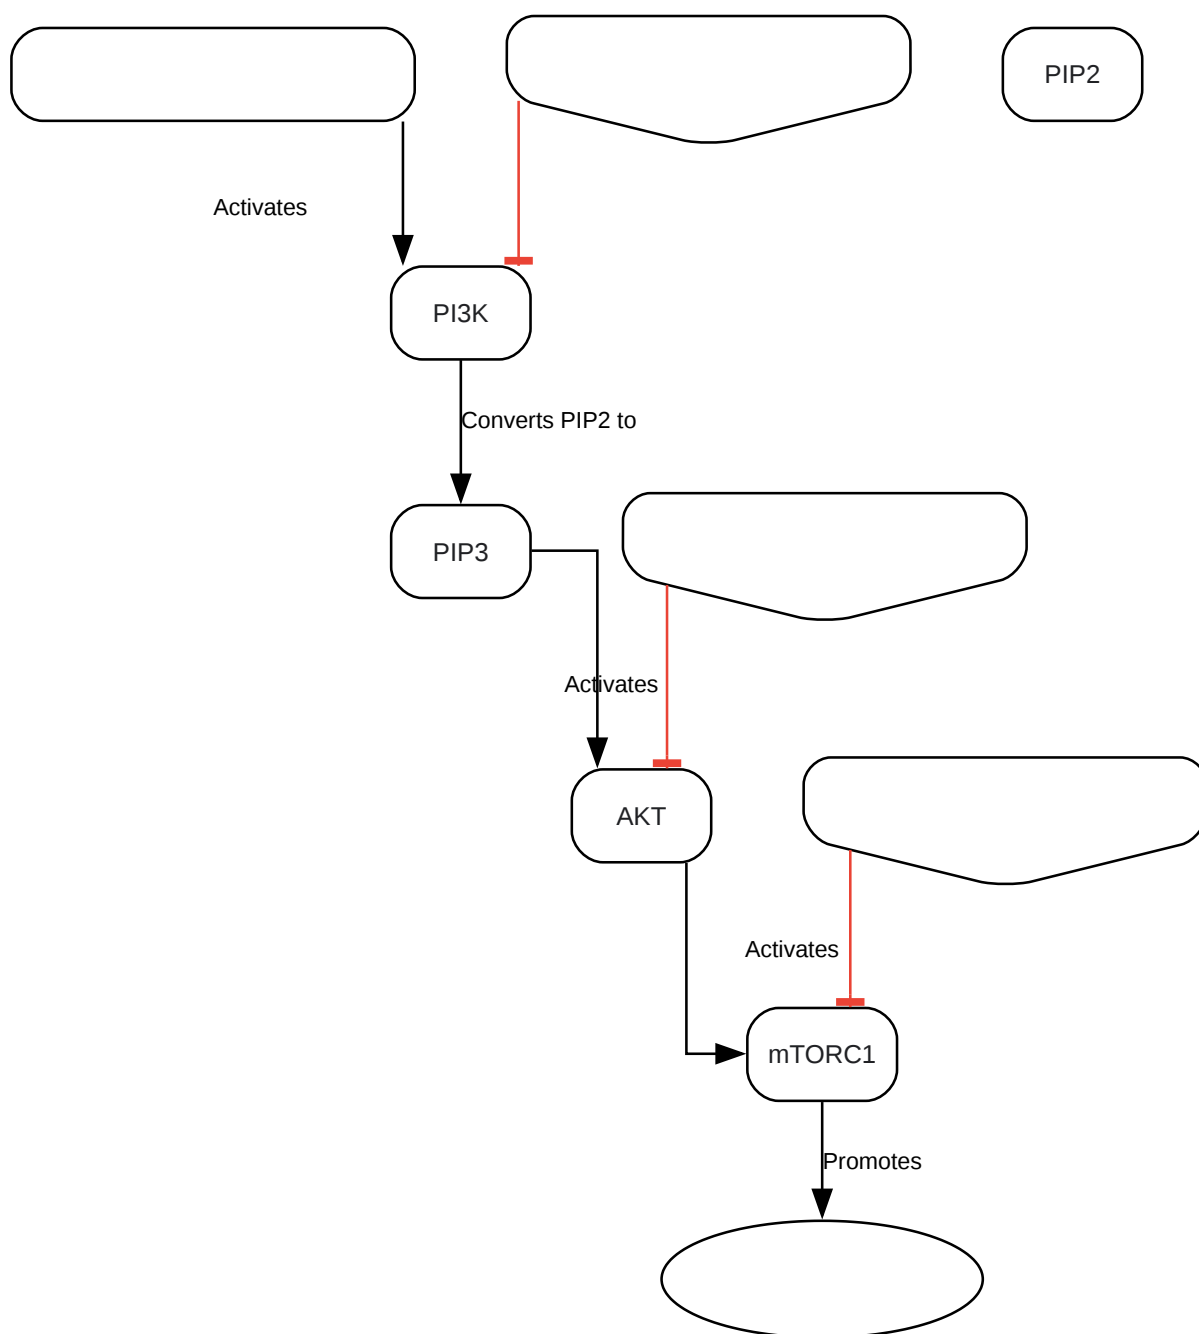 PIP2
Activates
PI3K
Converts PIP2 to
PIP3
Activates
AKT
Activates
mTORC1
Promotes